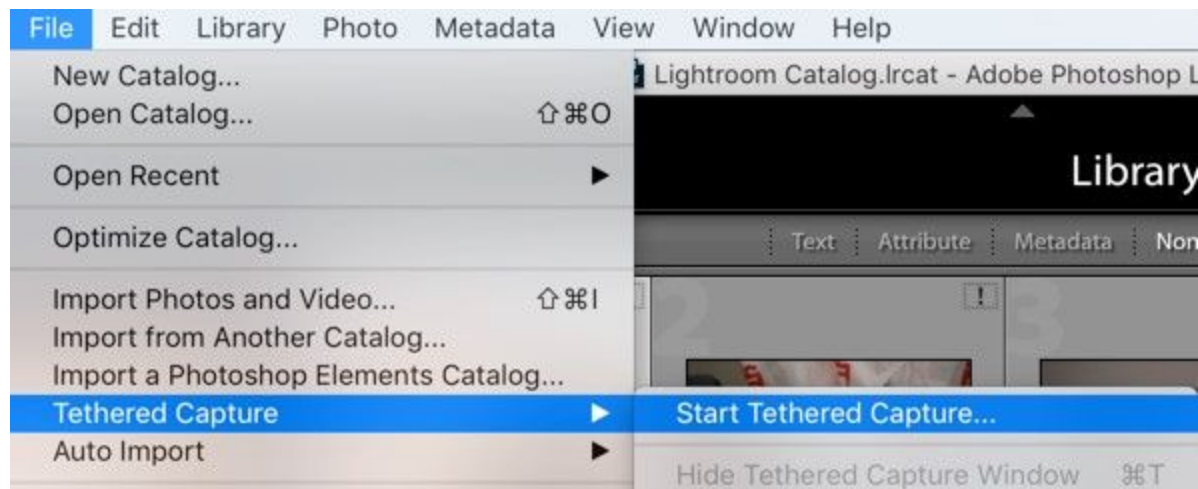 File Edit Library Photo Metadata View Window Help
New Catalog...
Open Catalog... ⇧⌘O
Open Recent ▶
Optimize Catalog...
Import Photos and Video... ⇧⌘I
Import from Another Catalog...
Import a Photoshop Elements Catalog...
Tethered Capture ▶
Auto Import ▶
Lightroom Catalog.lrcat - Adobe Photoshop L
Library
Text Attribute Metadata Non
2 ! 3
Start Tethered Capture...
Hide Tethered Capture Window ⌘T